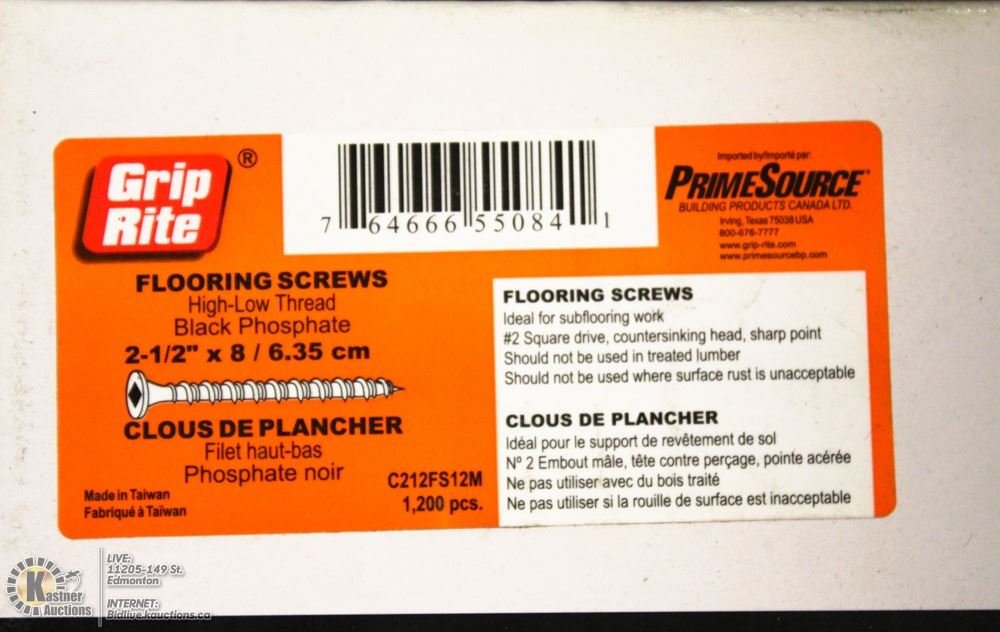 Grip
Rite
®
7 64666 55084 1
Imported by/Importé par:
PRIMESOURCE
BUILDING PRODUCTS CANADA LTD.
Irving, Texas 75038 USA
800-676-7777
www.grip-rite.com
www.primesourcebp.com
FLOORING SCREWS
High-Low Thread
Black Phosphate
2-1/2" x 8 / 6.35 cm
CLOUS DE PLANCHER
Filet haut-bas
Phosphate noir
C212FS12M
1,200 pcs.
Made in Taiwan
Fabriqué à Taïwan
FLOORING SCREWS
Ideal for subflooring work
#2 Square drive, countersinking head, sharp point
Should not be used in treated lumber
Should not be used where surface rust is unacceptable
CLOUS DE PLANCHER
Idéal pour le support de revêtement de sol
Nº 2 Embout mâle, tête contre perçage, pointe acérée
Ne pas utiliser avec du bois traité
Ne pas utiliser si la rouille de surface est inacceptable
Kastner
Auctions
LIVE:
11205-149 St.
Edmonton
INTERNET:
Bidlive.kauctions.ca